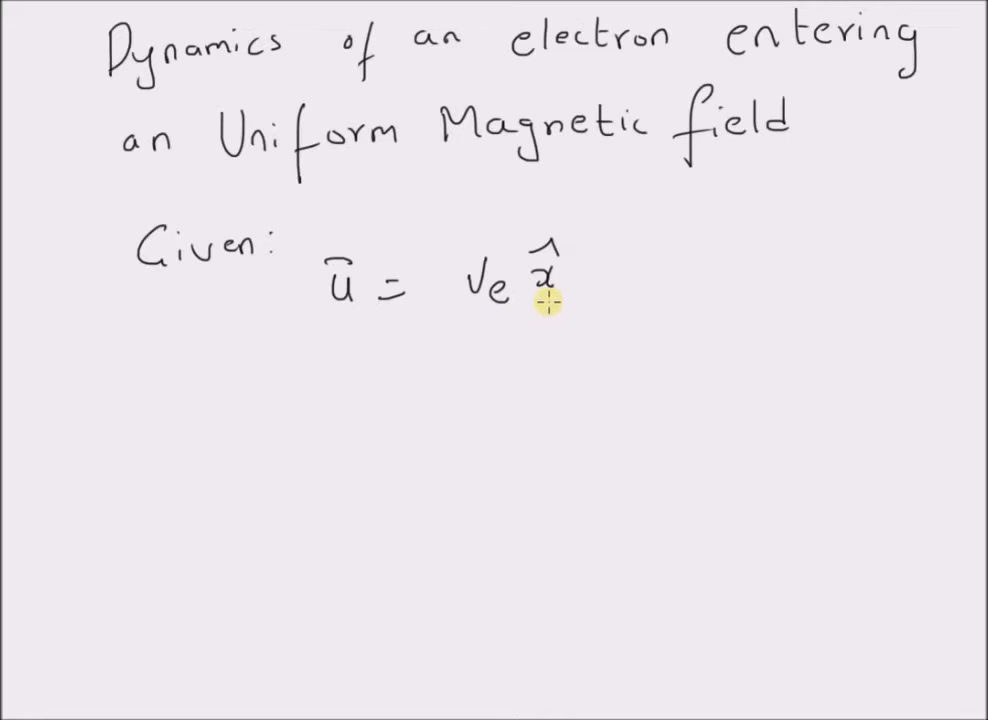 Dynamics of an electron entering
an Uniform Magnetic field
Given:
ū = Ve x̂